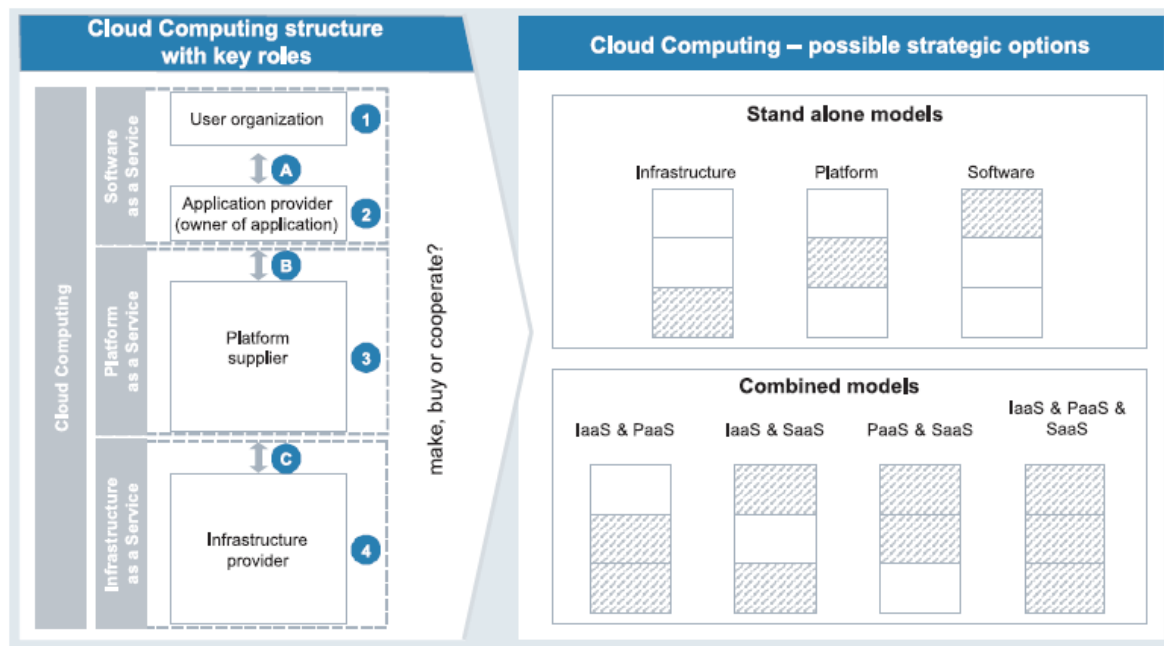 Cloud Computing structure
with key roles
Cloud Computing
Software
as a Service
User organization
1
A
Application provider
(owner of application)
2
Platform
as a Service
B
Platform
supplier
3
Infrastructure
as a Service
C
Infrastructure
provider
4
make, buy or cooperate?
Cloud Computing – possible strategic options
Stand alone models
Infrastructure
Platform
Software
Combined models
IaaS & PaaS
IaaS & SaaS
PaaS & SaaS
IaaS & PaaS &
SaaS